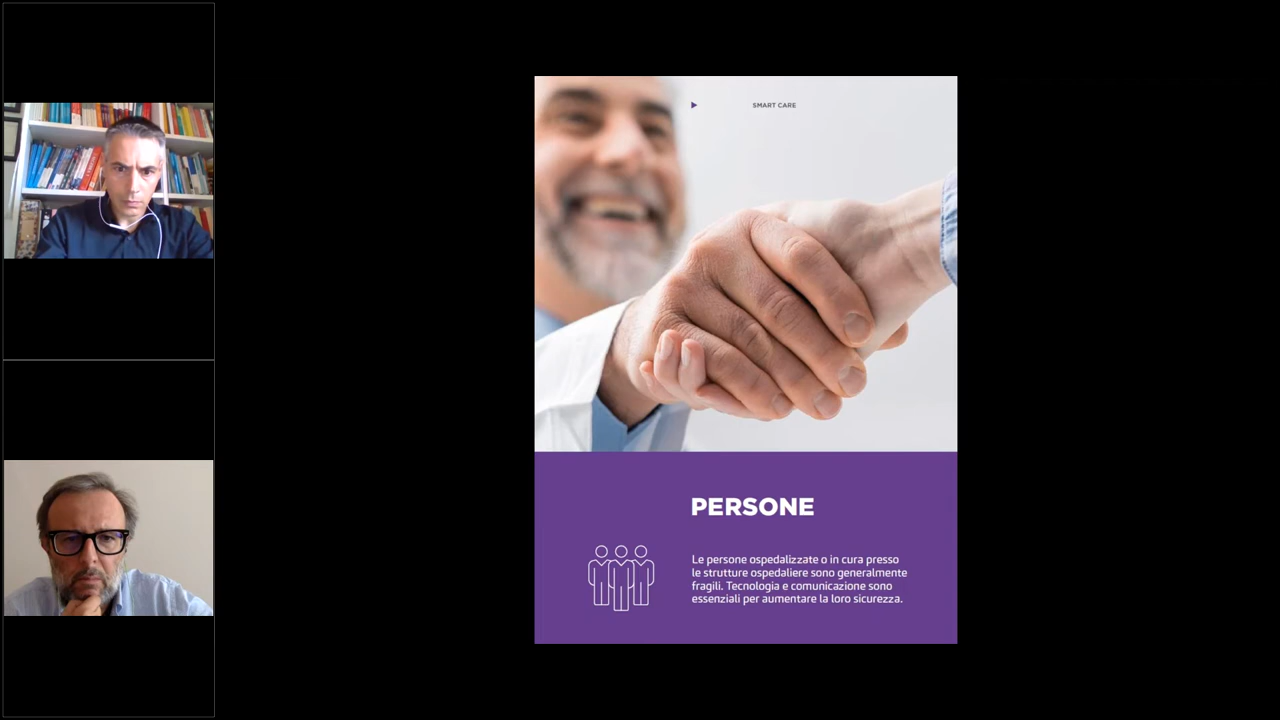 SMART CARE
PERSONE
Le persone ospedalizzate o in cura presso
le strutture ospedaliere sono generalmente
fragili. Tecnologia e comunicazione sono
essenziali per aumentare la loro sicurezza.